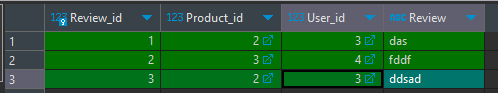 123 Review_id 123 Product_id 123 User_id ABC Review
1 1 2 3 das
2 2 3 4 fddf
3 3 2 3 ddsad